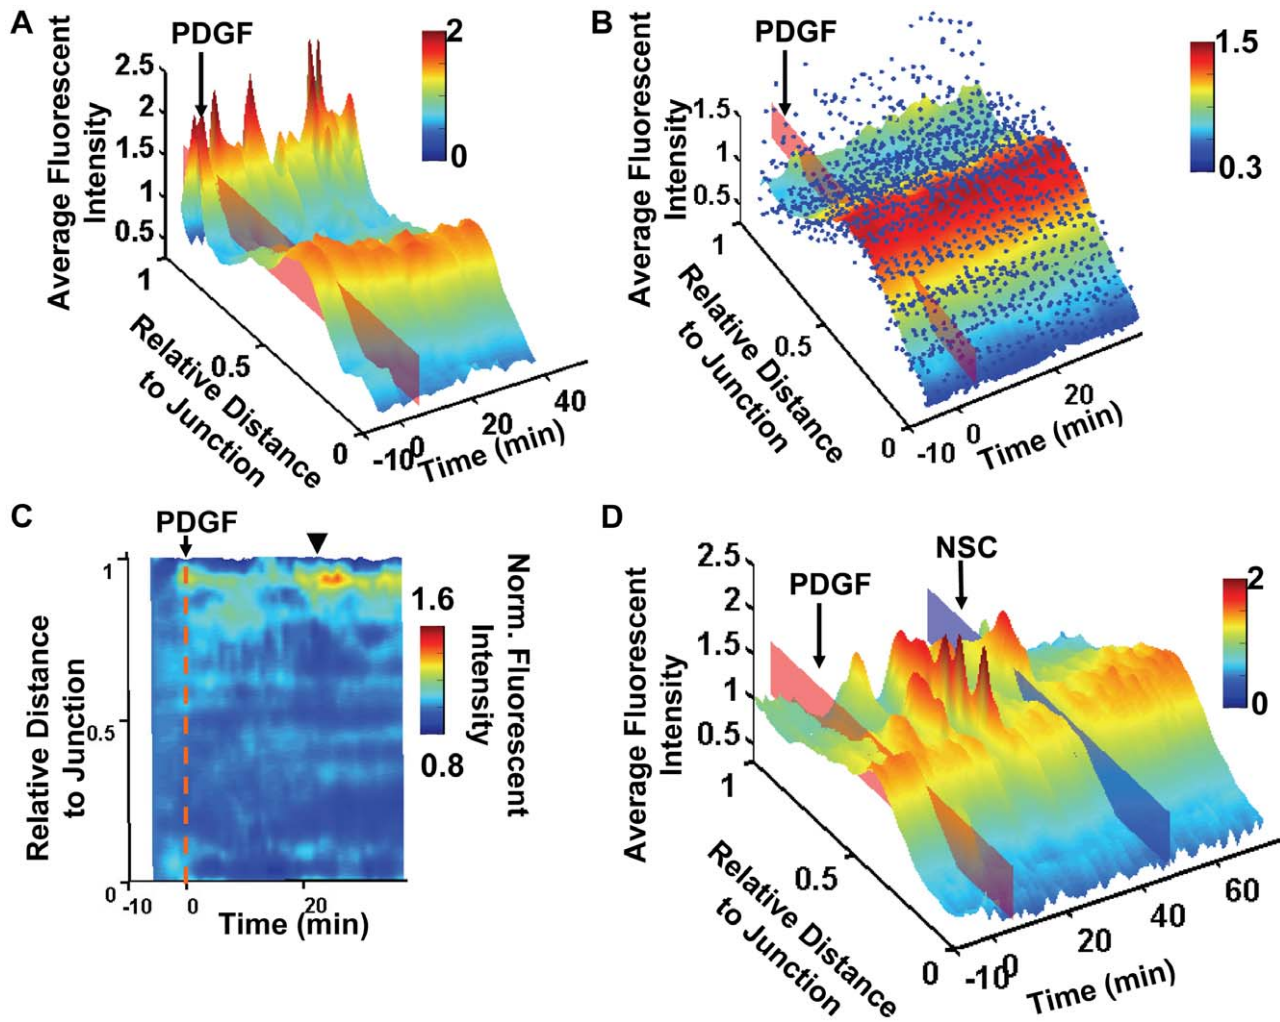 A
PDGF
Average Fluorescent
Intensity
2.5
2
1.5
1
0.5
2
0
1
0.5
0
Relative Distance
to Junction
-10
0
20
40
Time (min)
B
PDGF
Average Fluorescent
Intensity
1.5
1
0.5
1.5
0.3
1
0.5
0
Relative Distance
to Junction
-10
0
20
Time (min)
C
PDGF
Relative Distance
to Junction
1
0.5
0
-10
0
20
Time (min)
1.6
0.8
Norm. Fluorescent
Intensity
D
PDGF
NSC
Average Fluorescent
Intensity
2.5
2
1.5
1
0.5
2
0
1
0.5
0
Relative Distance
to Junction
-10
0
20
40
60
Time (min)